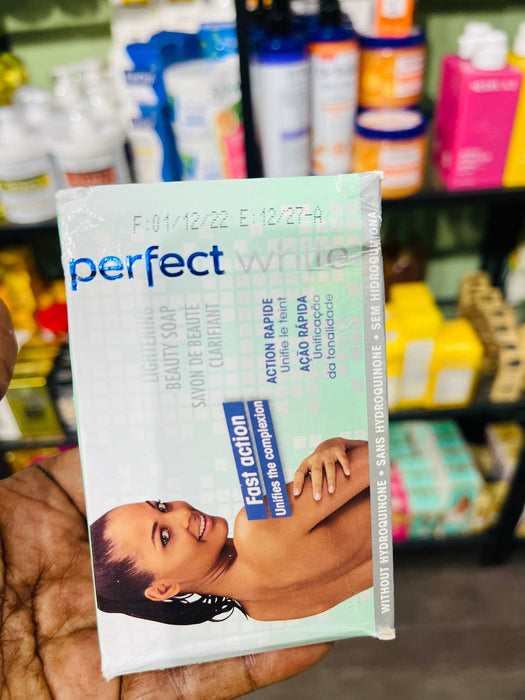 F:01/12/22 E:12/27-A
perfect white
LIGHTENING
BEAUTY SOAP
SAVON DE BEAUTÉ
CLARIFIANT
ACTION RAPIDE
Unifie le teint
AÇÃO RÁPIDA
Unificação
da tonalidade
Fast action
Unifies the complexion
WITHOUT HYDROQUINONE • SANS HYDROQUINONE • SEM HIDROQUINONA